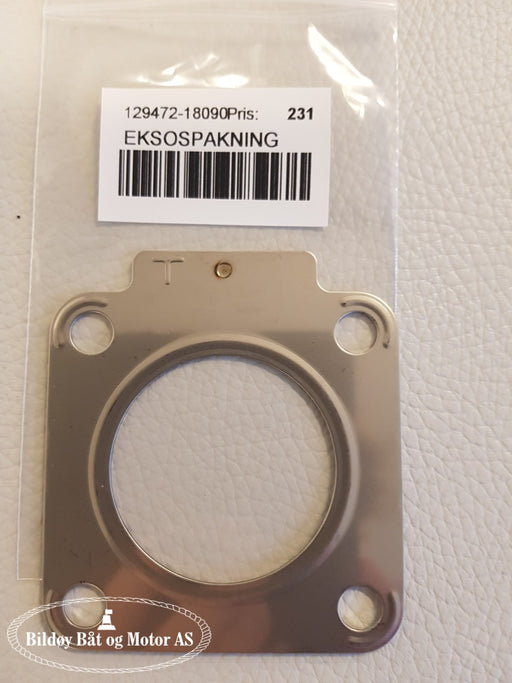 129472-18090Pris: 231
EKSOSPAKNING
T
Bildøy Båt og Motor AS